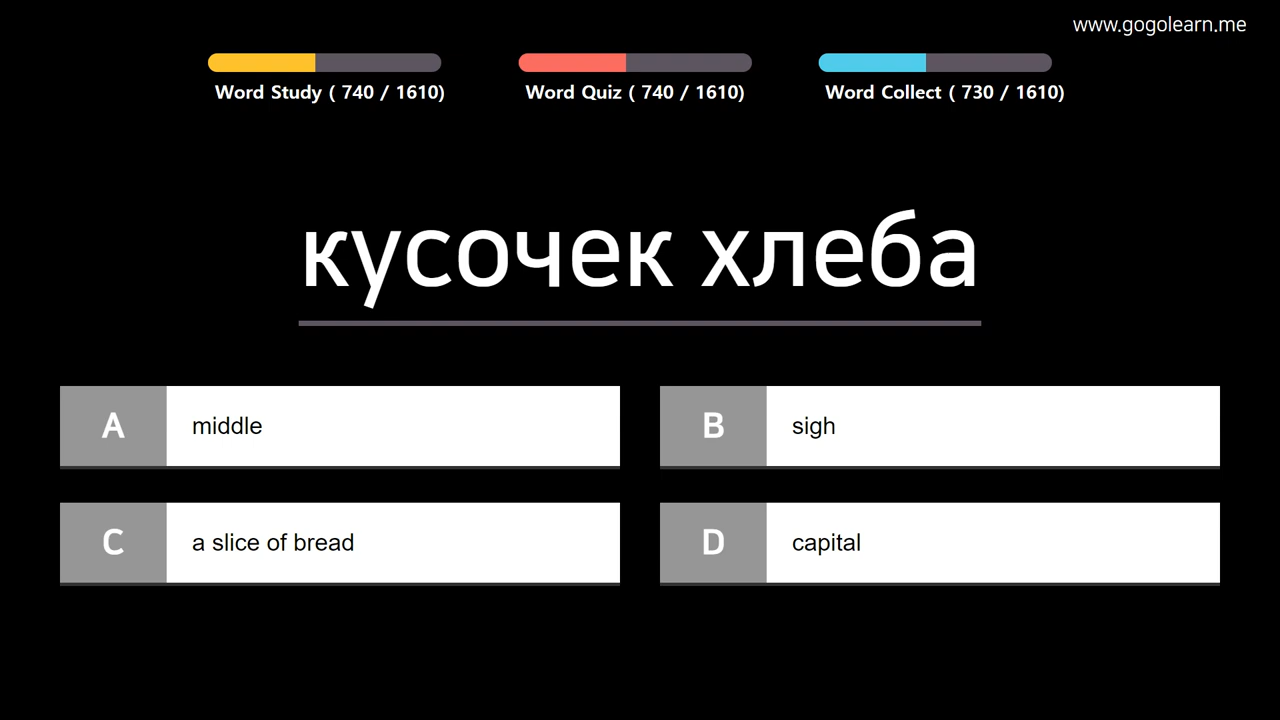 www.gogolearn.me
Word Study ( 740 / 1610)
Word Quiz ( 740 / 1610)
Word Collect ( 730 / 1610)
кусочек хлеба
A
middle
B
sigh
C
a slice of bread
D
capital